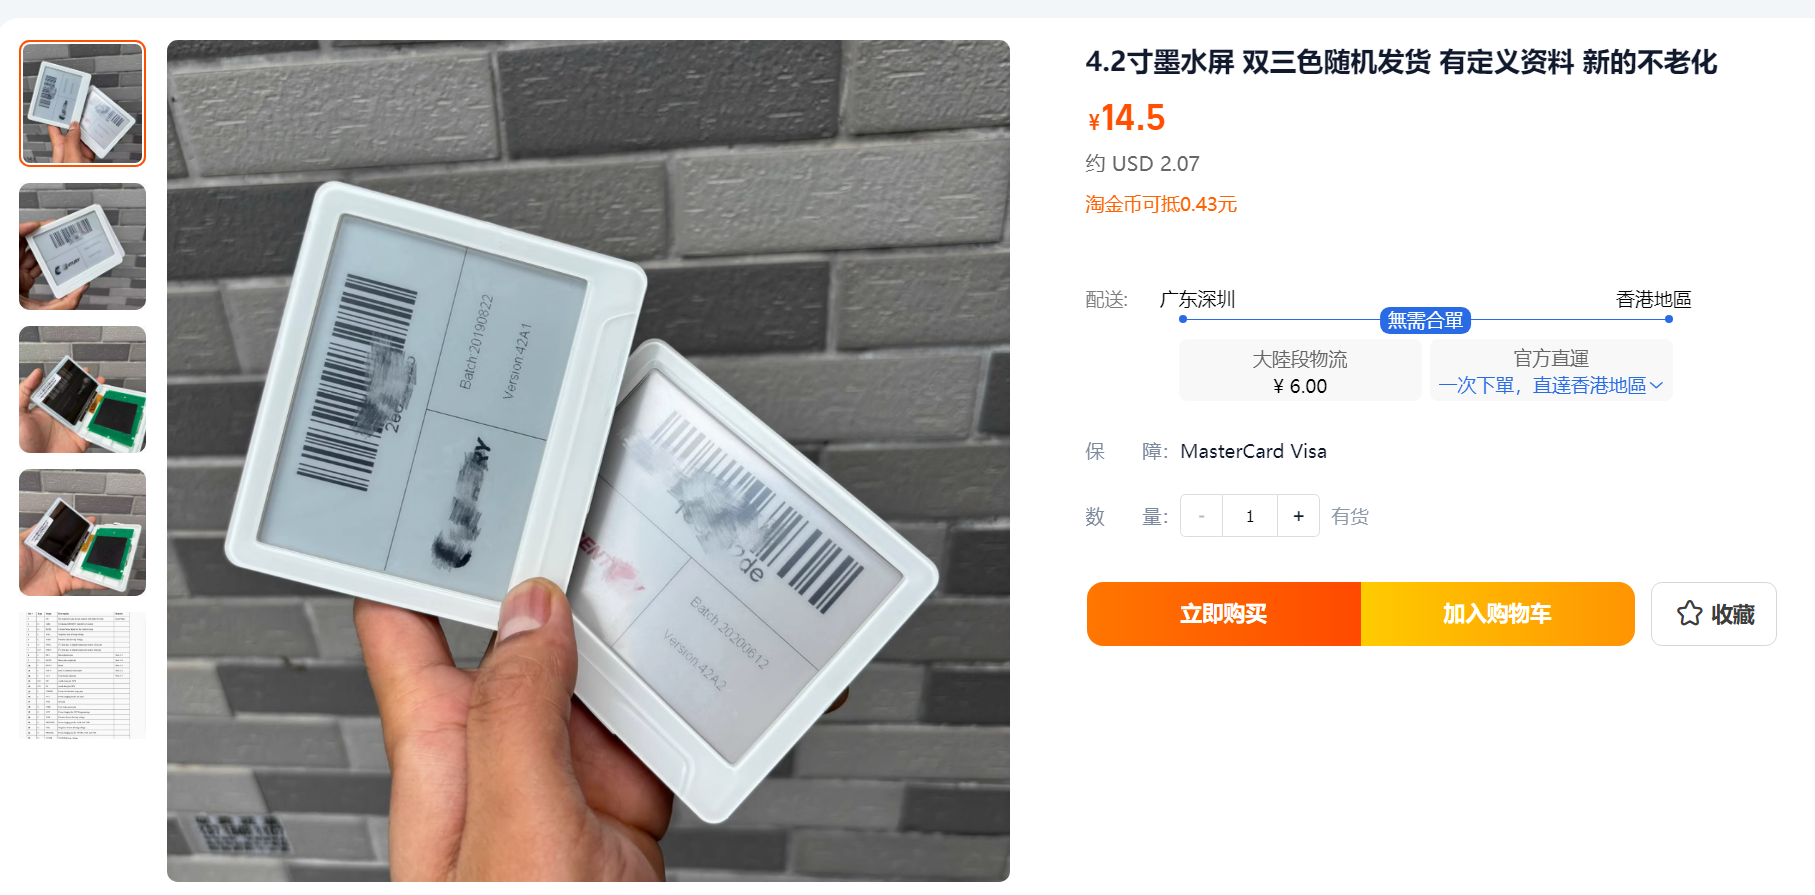 4.2寸墨水屏 双三色随机发货 有定义资料 新的不老化
¥14.5
约 USD 2.07
淘金币可抵0.43元
配送:
广东深圳
香港地區
無需合單
大陸段物流
¥ 6.00
官方直運
一次下單，直達香港地區
保 障: MasterCard Visa
数 量: - 1 + 有货
立即购买
加入购物车
收藏
Batch:20190822
Version:42A1
RY
2de
Batch:20200612
Version:42A2